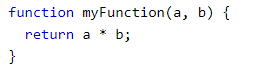 function myFunction(a, b) {
  return a * b;
}